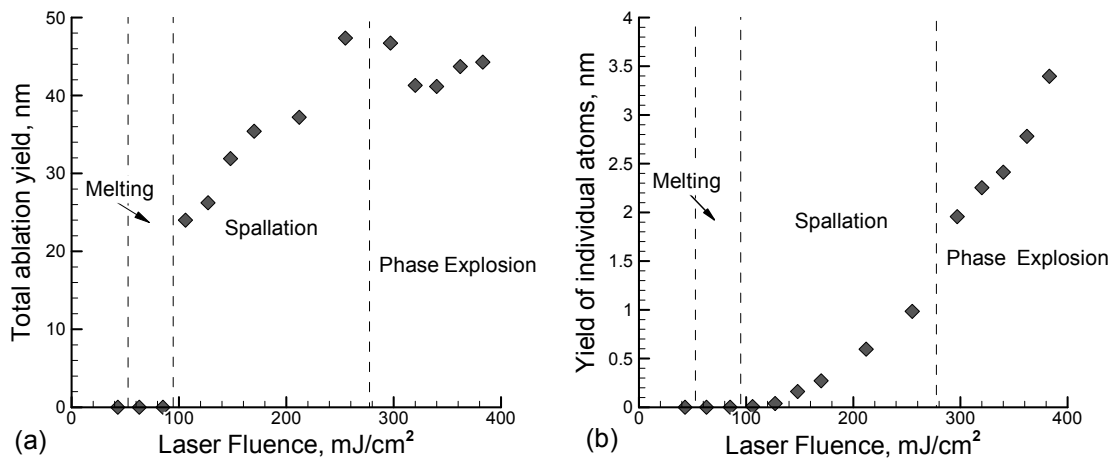 Total ablation yield, nm
50
40
30
20
10
0
Melting
Spallation
Phase Explosion
0
100
200
300
400
(a)
Laser Fluence, mJ/cm²
Yield of individual atoms, nm
4
3.5
3
2.5
2
1.5
1
0.5
0
Melting
Spallation
Phase Explosion
0
100
200
300
400
(b)
Laser Fluence, mJ/cm²